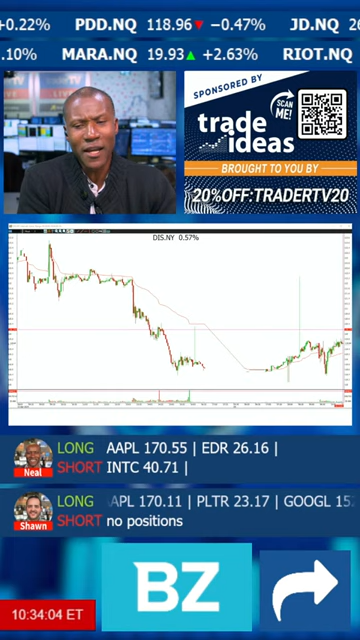 +0.22% PDD.NQ 118.96▼ −0.47% JD.NQ 26
.10% MARA.NQ 19.93▲ +2.63% RIOT.NQ
SPONSORED BY
SCAN ME!
trade ideas
BROUGHT TO YOU BY
20%OFF:TRADERTV20
DIS.NY 0.57%
LONG AAPL 170.55 | EDR 26.16 |
SHORT INTC 40.71 |
Neal
LONG APL 170.11 | PLTR 23.17 | GOOGL 15
SHORT no positions
Shawn
BZ
10:34:04 ET